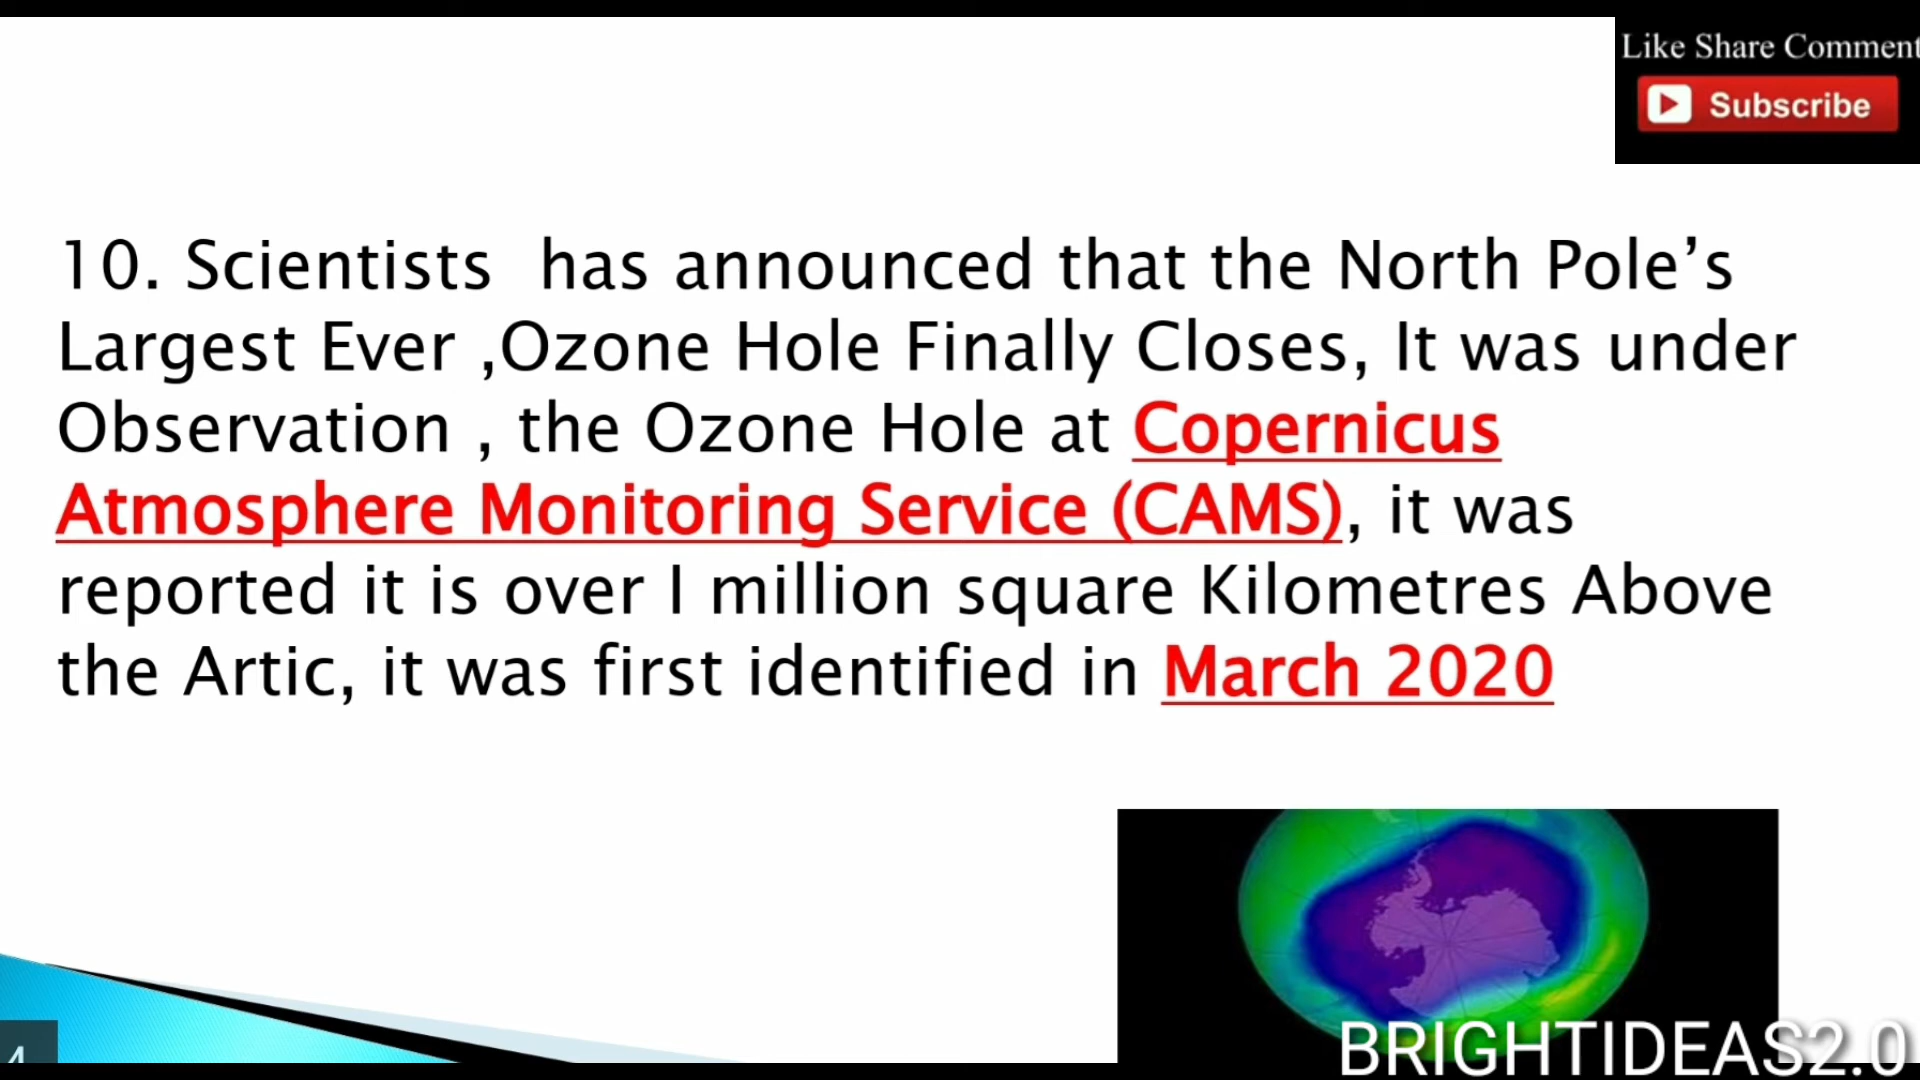 Like Share Comment
Subscribe
10. Scientists has announced that the North Pole’s
Largest Ever ,Ozone Hole Finally Closes, It was under
Observation , the Ozone Hole at Copernicus
Atmosphere Monitoring Service (CAMS), it was
reported it is over I million square Kilometres Above
the Artic, it was first identified in March 2020
4
BRIGHTIDEAS2.0